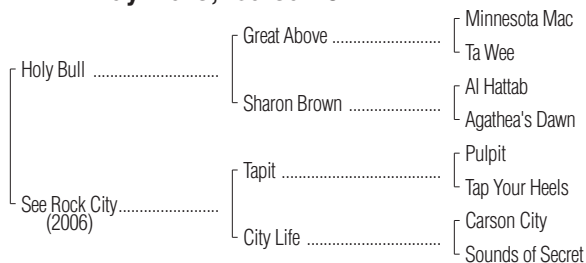 Minnesota Mac
Great Above
Ta Wee
Holy Bull
Al Hattab
Sharon Brown
Agathea's Dawn
Pulpit
Tapit
Tap Your Heels
See Rock City
(2006)
Carson City
City Life
Sounds of Secret